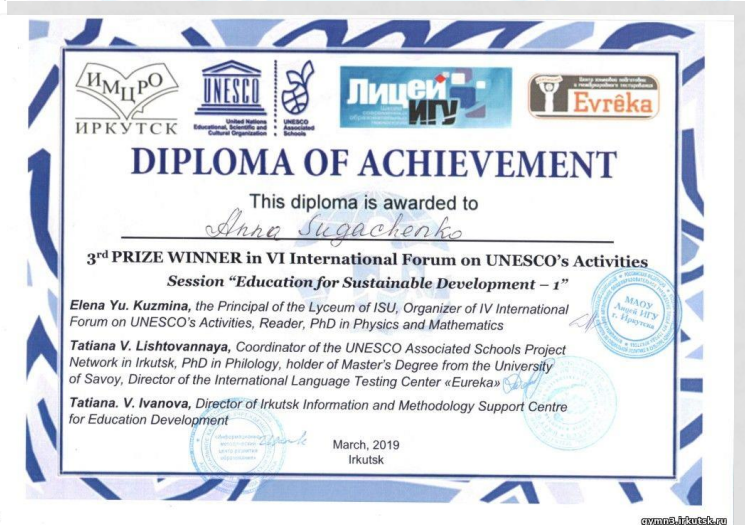 ИМЦРО
ИРКУТСК
UNESCO
United Nations
Educational, Scientific and
Cultural Organization
UNESCO
Associated
Schools
Лицей
ИГУ
Центр языковой подготовки
и международного тестирования
Evrêka
DIPLOMA OF ACHIEVEMENT
This diploma is awarded to
Anna Sugachenko
3rd PRIZE WINNER in VI International Forum on UNESCO's Activities
Session “Education for Sustainable Development – 1”
Elena Yu. Kuzmina, the Principal of the Lyceum of ISU, Organizer of IV International
Forum on UNESCO's Activities, Reader, PhD in Physics and Mathematics
МАОУ
Лицей ИГУ
г. Иркутска
Tatiana V. Lishtovannaya, Coordinator of the UNESCO Associated Schools Project
Network in Irkutsk, PhD in Philology, holder of Master's Degree from the University
of Savoy, Director of the International Language Testing Center «Eureka»
Tatiana. V. Ivanova, Director of Irkutsk Information and Methodology Support Centre
for Education Development
March, 2019
Irkutsk
gymn3.irkutsk.ru